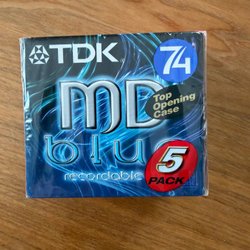 TDK
74
MD
Top
Opening
Case
blu
recordable
5
PACK